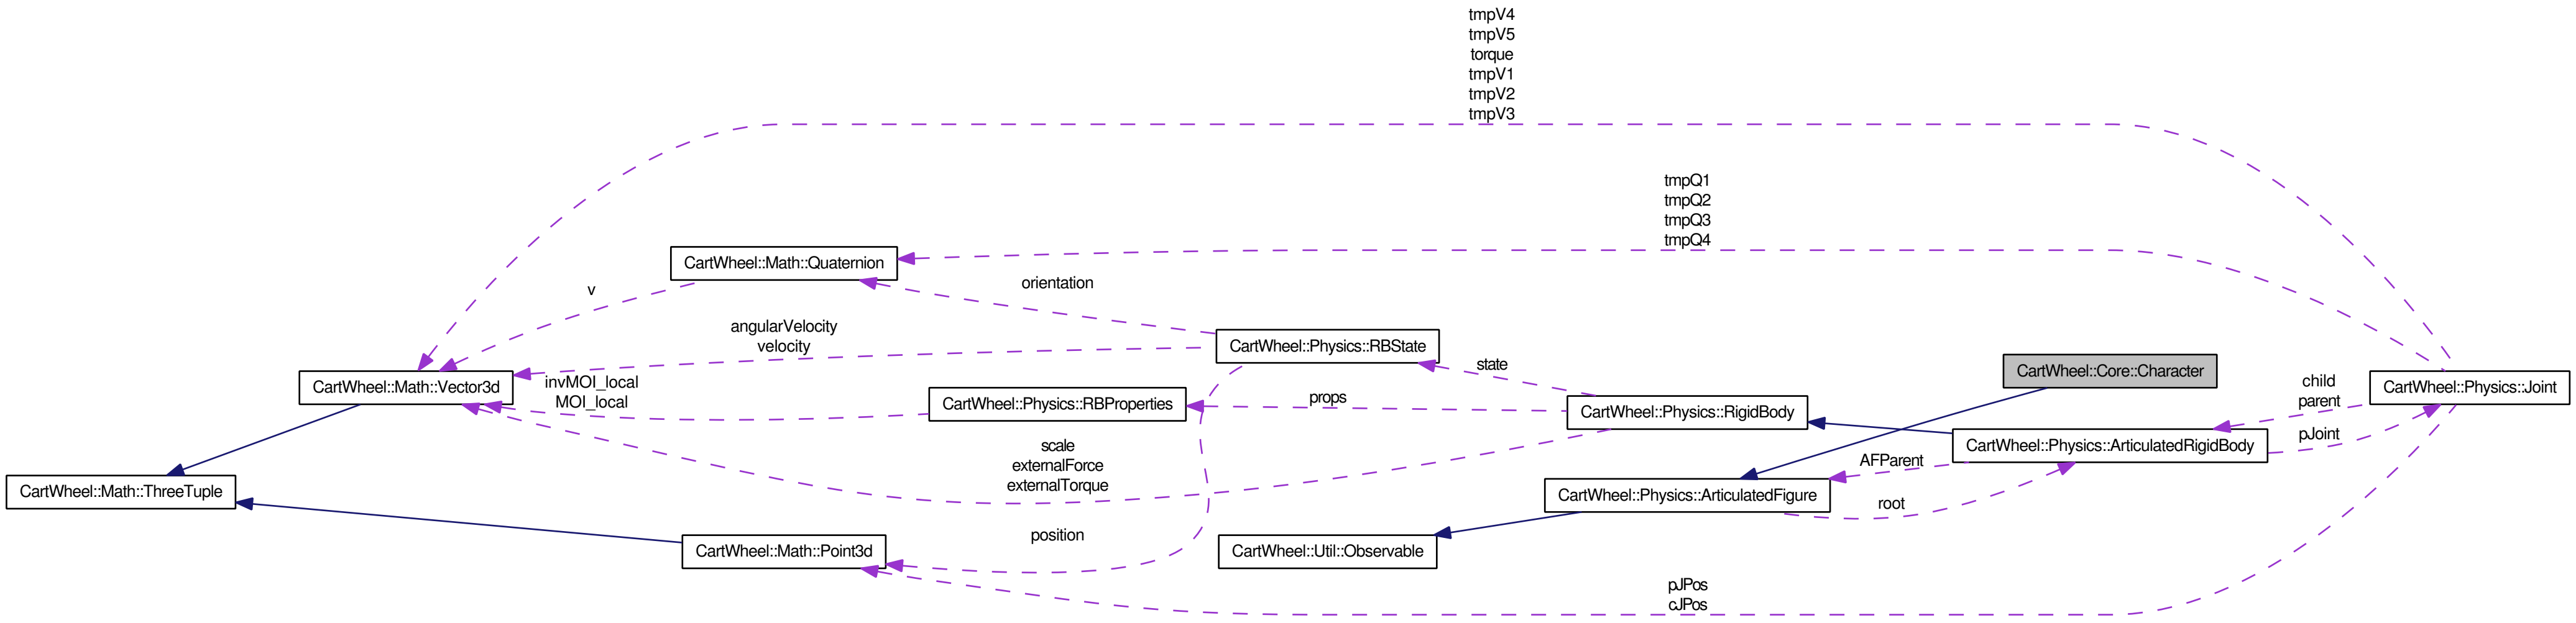 tmpV4
tmpV5
torque
tmpV1
tmpV2
tmpV3
tmpQ1
tmpQ2
tmpQ3
tmpQ4
CartWheel::Math::Quaternion
orientation
v
angularVelocity
velocity
CartWheel::Physics::RBState
state
CartWheel::Core::Character
CartWheel::Math::Vector3d
invMOI_local
MOI_local
CartWheel::Physics::RBProperties
props
CartWheel::Physics::RigidBody
child
parent
CartWheel::Physics::Joint
pJoint
CartWheel::Physics::ArticulatedRigidBody
scale
externalForce
externalTorque
AFParent
CartWheel::Math::ThreeTuple
CartWheel::Physics::ArticulatedFigure
root
position
CartWheel::Math::Point3d
CartWheel::Util::Observable
pJPos
cJPos